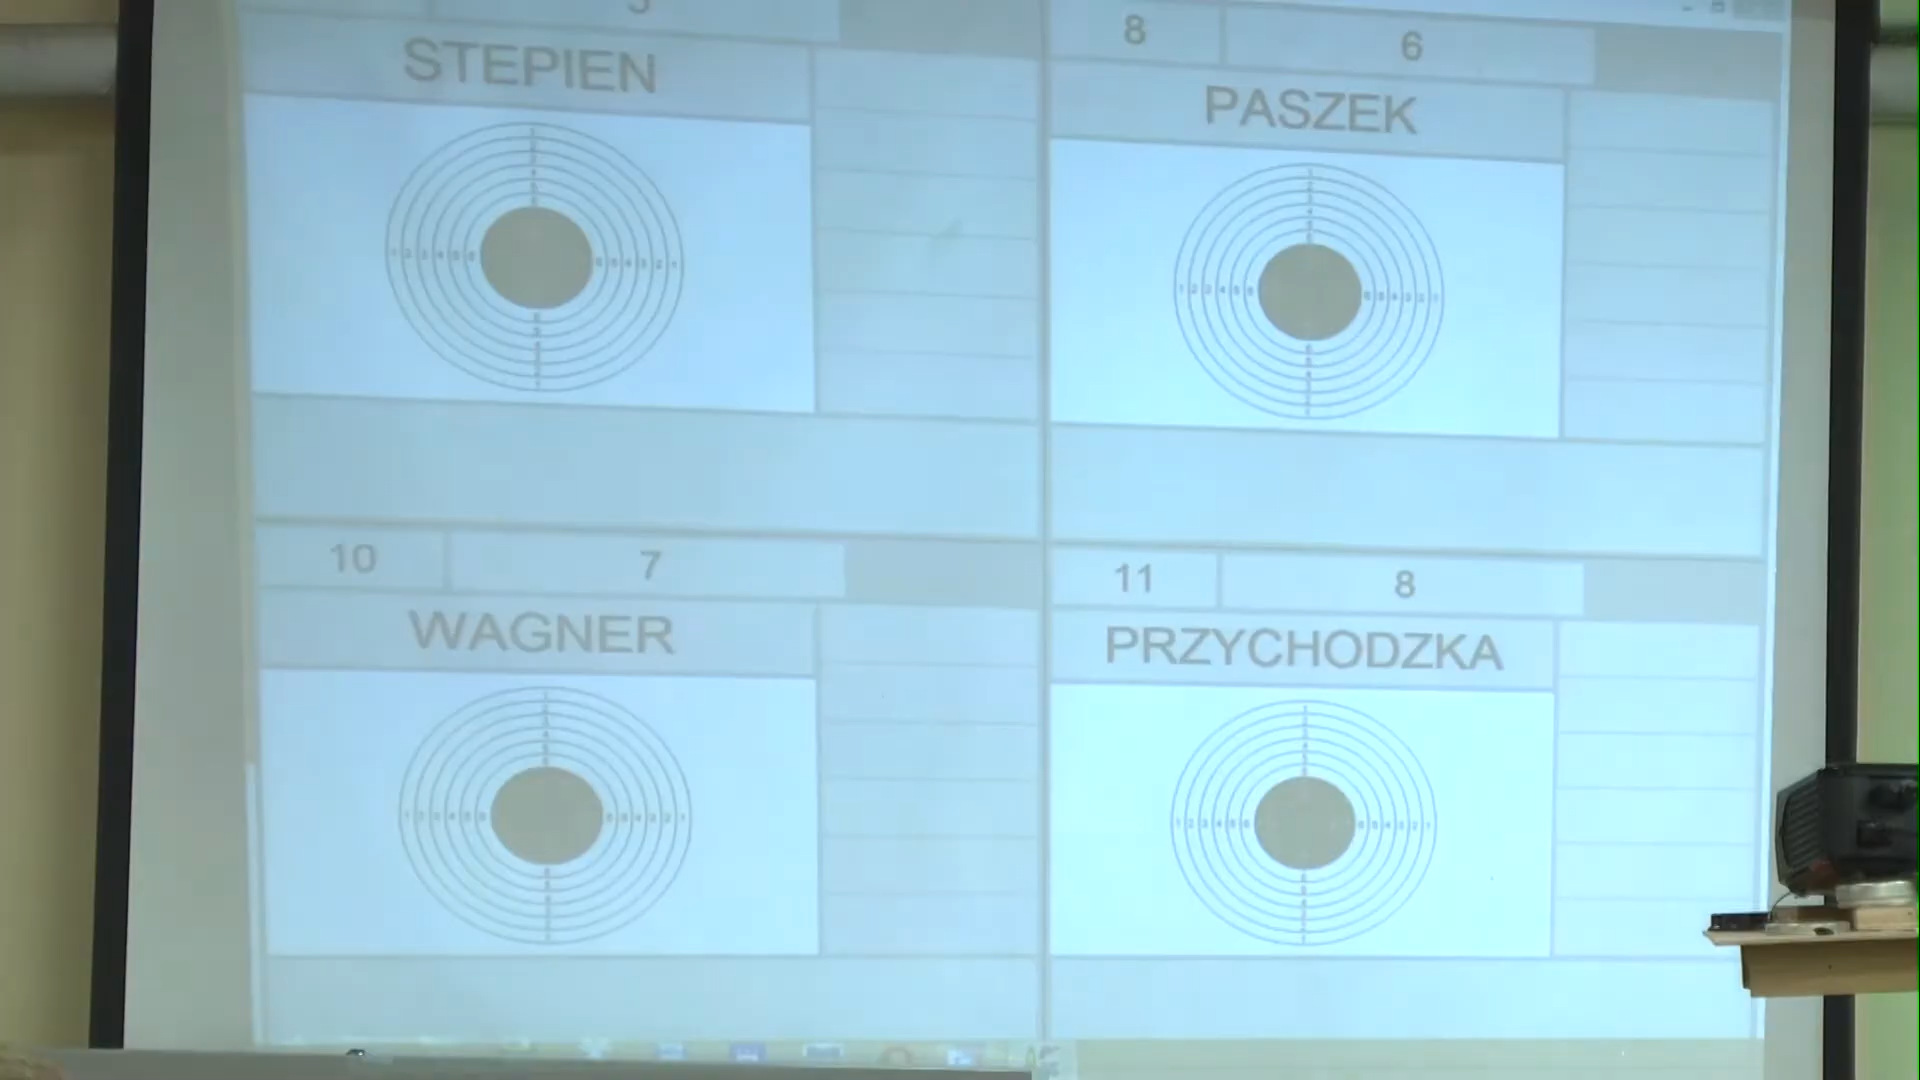 8 6
STEPIEN
PASZEK
10 7
11 8
WAGNER
PRZYCHODZKA